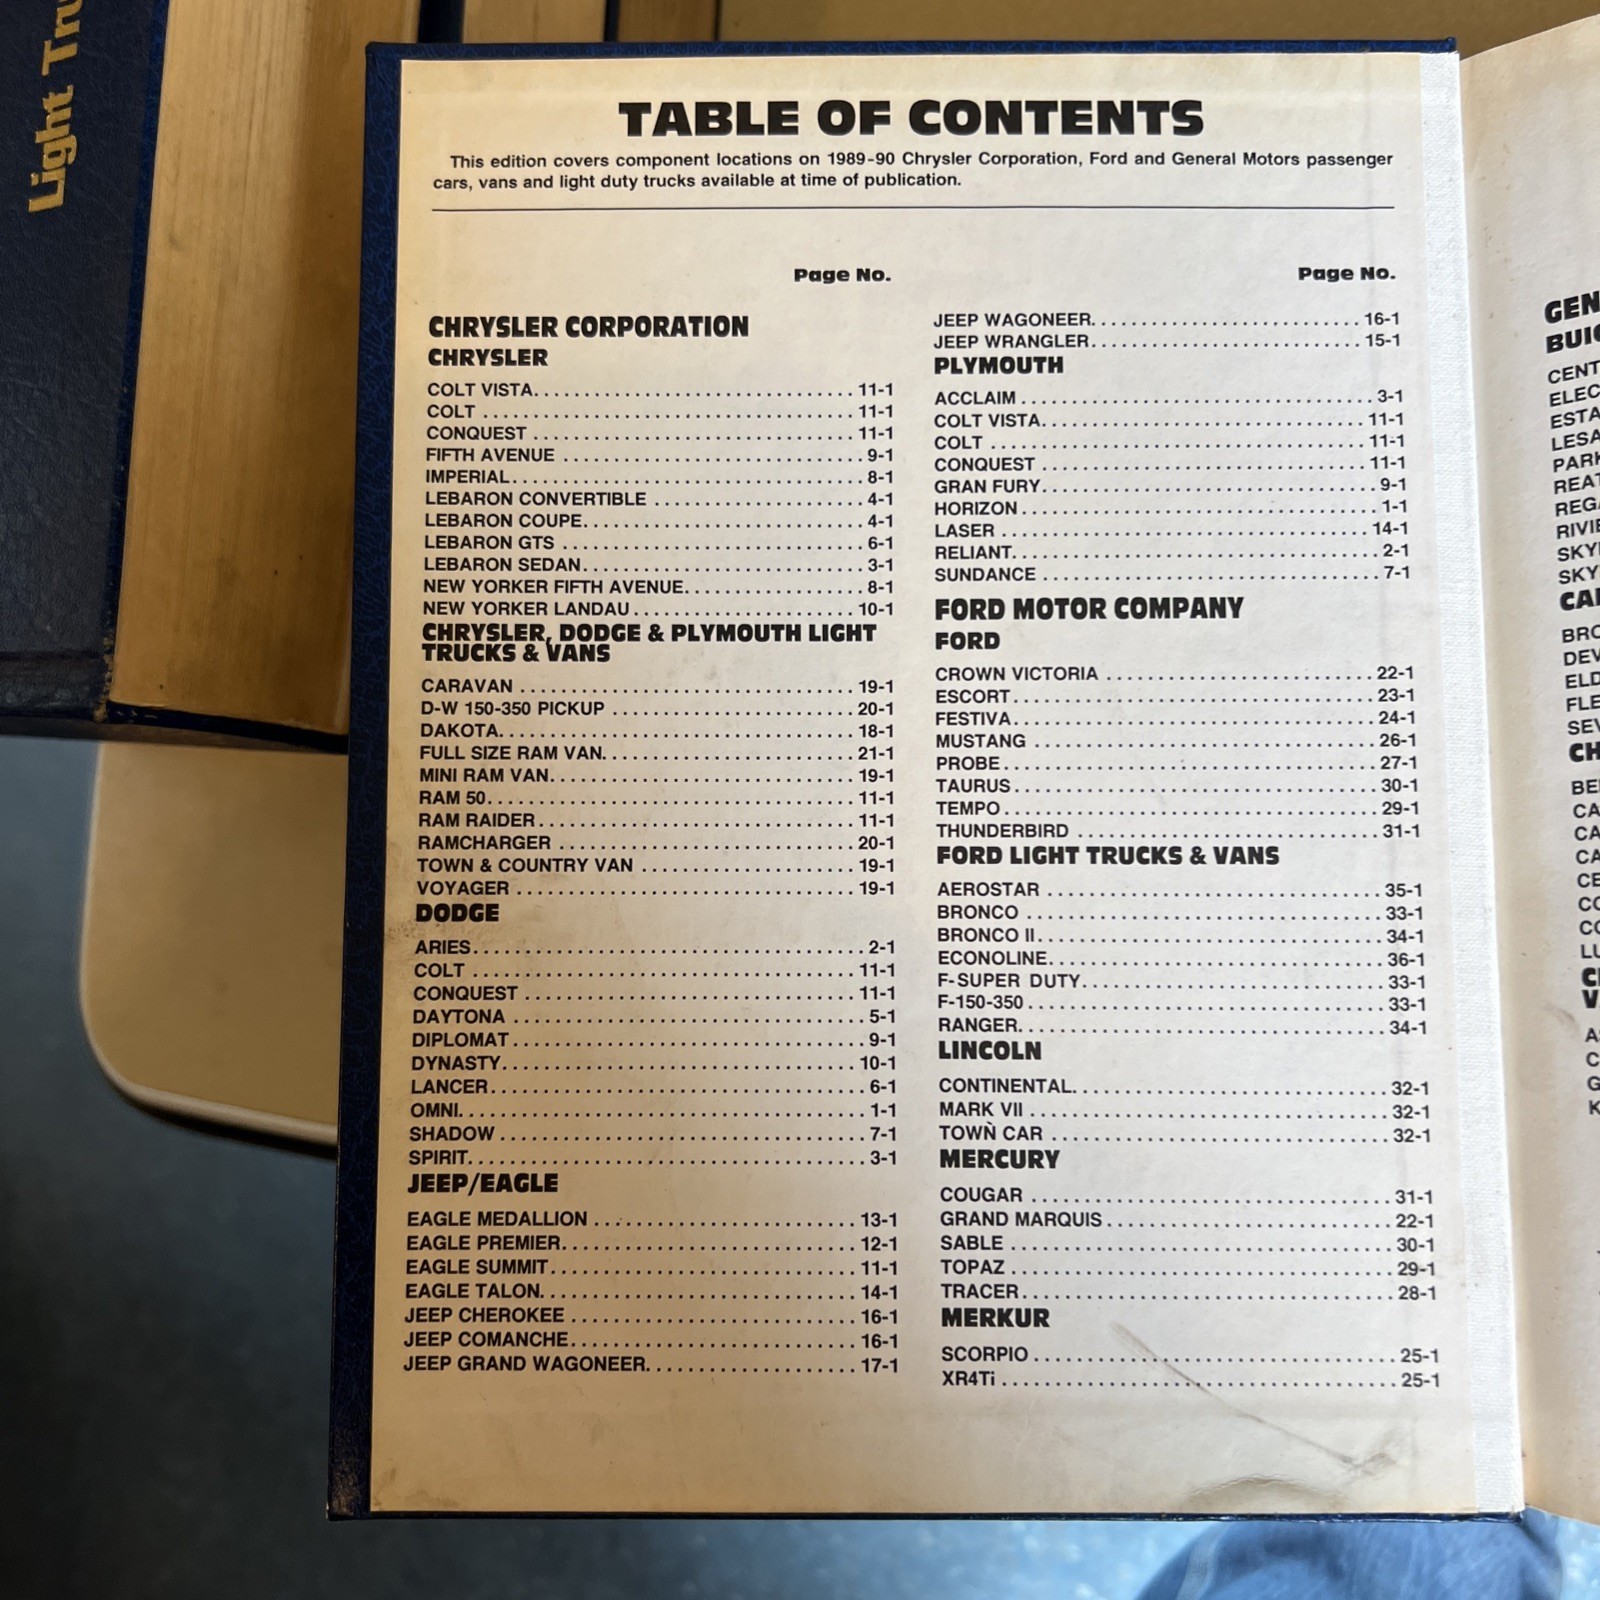 Light
TABLE OF CONTENTS
This edition covers component locations on 1989-90 Chrysler Corporation, Ford and General Motors passenger
cars, vans and light duty trucks available at time of publication.
Page No.
CHRYSLER CORPORATION
CHRYSLER
COLT VISTA. . . . . . . . . . . . . . . . . . . . 11-1
COLT . . . . . . . . . . . . . . . . . . . . 11-1
CONQUEST . . . . . . . . . . . . . . . . . . . . 11-1
FIFTH AVENUE . . . . . . . . . . . . . . . . . . . . 9-1
IMPERIAL. . . . . . . . . . . . . . . . . . . . 8-1
LEBARON CONVERTIBLE . . . . . . . . . . . . . . . . 4-1
LEBARON COUPE. . . . . . . . . . . . . . . . . . . . 4-1
LEBARON GTS . . . . . . . . . . . . . . . . . . . . 6-1
LEBARON SEDAN. . . . . . . . . . . . . . . . . . . . 3-1
NEW YORKER FIFTH AVENUE. . . . . . . . . . . . . . 8-1
NEW YORKER LANDAU . . . . . . . . . . . . . . . . . 10-1
CHRYSLER, DODGE & PLYMOUTH LIGHT
TRUCKS & VANS
CARAVAN . . . . . . . . . . . . . . . . . . . . 19-1
D-W 150-350 PICKUP . . . . . . . . . . . . . . . . . . 20-1
DAKOTA. . . . . . . . . . . . . . . . . . . . 18-1
FULL SIZE RAM VAN. . . . . . . . . . . . . . . . . . . 21-1
MINI RAM VAN. . . . . . . . . . . . . . . . . . . . 19-1
RAM 50. . . . . . . . . . . . . . . . . . . . 11-1
RAM RAIDER . . . . . . . . . . . . . . . . . . . . 11-1
RAMCHARGER . . . . . . . . . . . . . . . . . . . . 20-1
TOWN & COUNTRY VAN . . . . . . . . . . . . . . . . . 19-1
VOYAGER . . . . . . . . . . . . . . . . . . . . 19-1
DODGE
ARIES. . . . . . . . . . . . . . . . . . . . 2-1
COLT . . . . . . . . . . . . . . . . . . . . 11-1
CONQUEST . . . . . . . . . . . . . . . . . . . . 11-1
DAYTONA . . . . . . . . . . . . . . . . . . . . 5-1
DIPLOMAT . . . . . . . . . . . . . . . . . . . . 9-1
DYNASTY. . . . . . . . . . . . . . . . . . . . 10-1
LANCER. . . . . . . . . . . . . . . . . . . . 6-1
OMNI. . . . . . . . . . . . . . . . . . . . 1-1
SHADOW . . . . . . . . . . . . . . . . . . . . 7-1
SPIRIT. . . . . . . . . . . . . . . . . . . . 3-1
JEEP/EAGLE
EAGLE MEDALLION . . . . . . . . . . . . . . . . . . . . 13-1
EAGLE PREMIER. . . . . . . . . . . . . . . . . . . . 12-1
EAGLE SUMMIT. . . . . . . . . . . . . . . . . . . . 11-1
EAGLE TALON. . . . . . . . . . . . . . . . . . . . 14-1
JEEP CHEROKEE . . . . . . . . . . . . . . . . . . . . 16-1
JEEP COMANCHE. . . . . . . . . . . . . . . . . . . . 16-1
JEEP GRAND WAGONEER. . . . . . . . . . . . . . . . 17-1
Page No.
JEEP WAGONEER. . . . . . . . . . . . . . . . . . . . 16-1
JEEP WRANGLER. . . . . . . . . . . . . . . . . . . . 15-1
PLYMOUTH
ACCLAIM . . . . . . . . . . . . . . . . . . . . 3-1
COLT VISTA. . . . . . . . . . . . . . . . . . . . 11-1
COLT . . . . . . . . . . . . . . . . . . . . 11-1
CONQUEST . . . . . . . . . . . . . . . . . . . . 11-1
GRAN FURY. . . . . . . . . . . . . . . . . . . . 9-1
HORIZON . . . . . . . . . . . . . . . . . . . . 1-1
LASER . . . . . . . . . . . . . . . . . . . . 14-1
RELIANT. . . . . . . . . . . . . . . . . . . . 2-1
SUNDANCE . . . . . . . . . . . . . . . . . . . . 7-1
FORD MOTOR COMPANY
FORD
CROWN VICTORIA . . . . . . . . . . . . . . . . . . . . 22-1
ESCORT . . . . . . . . . . . . . . . . . . . . 23-1
FESTIVA. . . . . . . . . . . . . . . . . . . . 24-1
MUSTANG . . . . . . . . . . . . . . . . . . . . 26-1
PROBE. . . . . . . . . . . . . . . . . . . . 27-1
TAURUS . . . . . . . . . . . . . . . . . . . . 30-1
TEMPO. . . . . . . . . . . . . . . . . . . . 29-1
THUNDERBIRD . . . . . . . . . . . . . . . . . . . . 31-1
FORD LIGHT TRUCKS & VANS
AEROSTAR . . . . . . . . . . . . . . . . . . . . 35-1
BRONCO . . . . . . . . . . . . . . . . . . . . 33-1
BRONCO II. . . . . . . . . . . . . . . . . . . . 34-1
ECONOLINE. . . . . . . . . . . . . . . . . . . . 36-1
F-SUPER DUTY. . . . . . . . . . . . . . . . . . . . 33-1
F-150-350 . . . . . . . . . . . . . . . . . . . . 33-1
RANGER. . . . . . . . . . . . . . . . . . . . 34-1
LINCOLN
CONTINENTAL. . . . . . . . . . . . . . . . . . . . 32-1
MARK VII . . . . . . . . . . . . . . . . . . . . 32-1
TOWN CAR . . . . . . . . . . . . . . . . . . . . 32-1
MERCURY
COUGAR . . . . . . . . . . . . . . . . . . . . 31-1
GRAND MARQUIS . . . . . . . . . . . . . . . . . . . . 22-1
SABLE . . . . . . . . . . . . . . . . . . . . 30-1
TOPAZ . . . . . . . . . . . . . . . . . . . . 29-1
TRACER . . . . . . . . . . . . . . . . . . . . 28-1
MERKUR
SCORPIO . . . . . . . . . . . . . . . . . . . . 25-1
XR4Ti . . . . . . . . . . . . . . . . . . . . 25-1